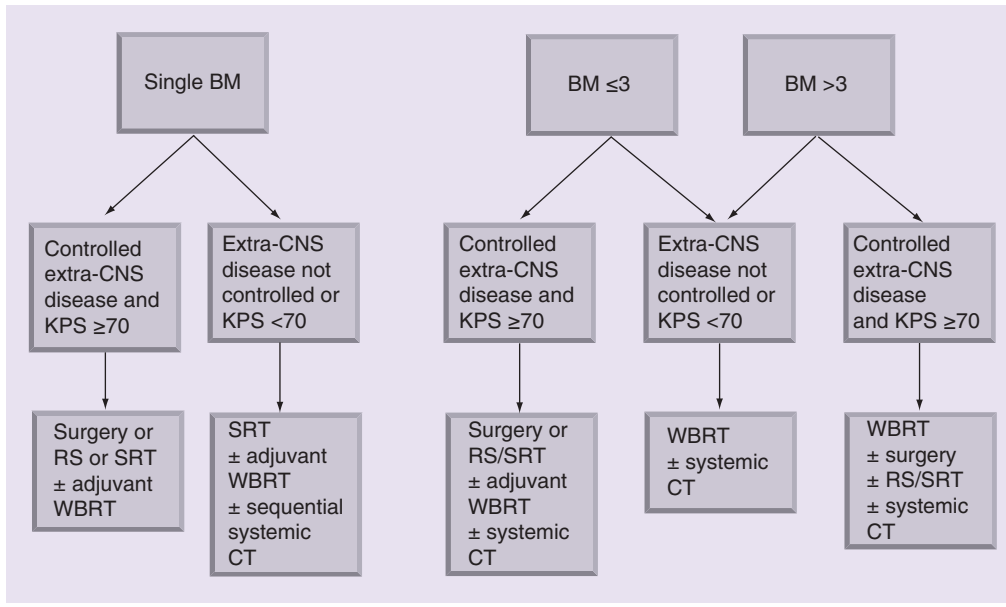 Single BM
BM ≤3
BM >3
Controlled
extra-CNS
disease and
KPS ≥70
Extra-CNS
disease not
controlled or
KPS <70
Controlled
extra-CNS
disease and
KPS ≥70
Extra-CNS
disease not
controlled or
KPS <70
Controlled
extra-CNS
disease
and KPS ≥70
Surgery or
RS or SRT
± adjuvant
WBRT
SRT
± adjuvant
WBRT
± sequential
systemic
CT
Surgery or
RS/SRT
± adjuvant
WBRT
± systemic
CT
WBRT
± systemic
CT
WBRT
± surgery
± RS/SRT
± systemic
CT